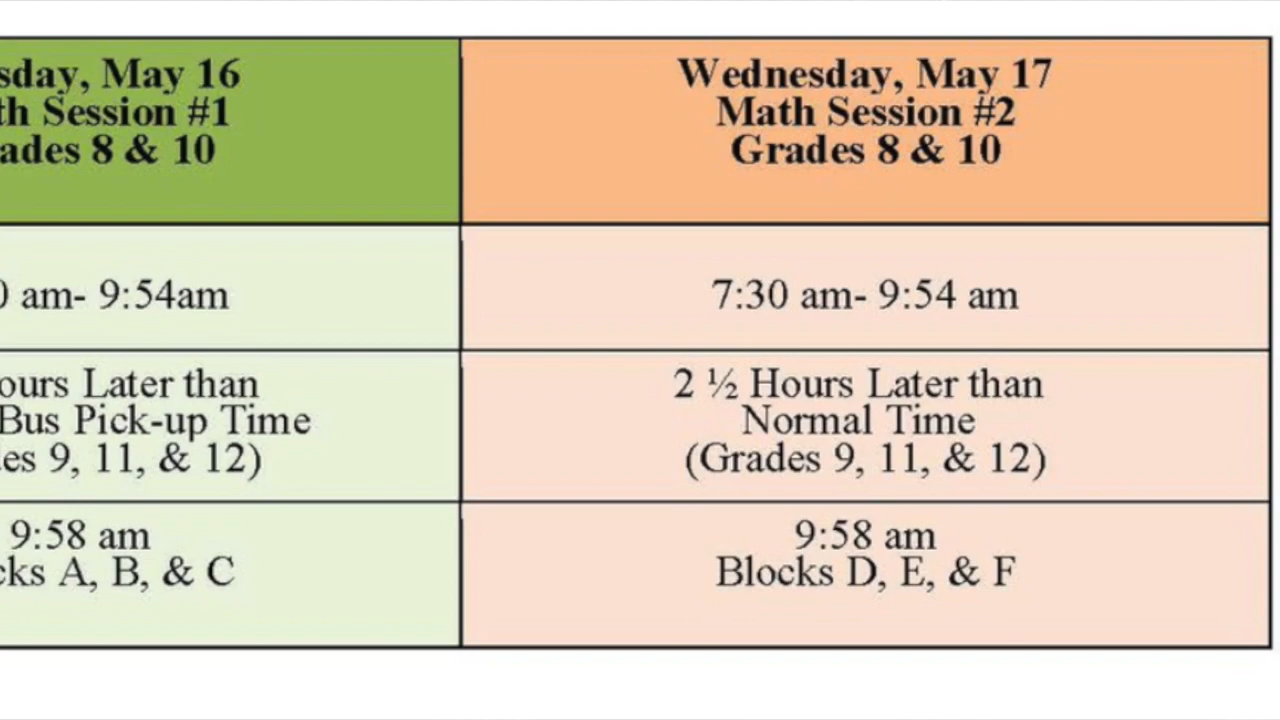 sday, May 16
th Session #1
ades 8 & 10
0 am- 9:54am
ours Later than
Bus Pick-up Time
es 9, 11, & 12)
9:58 am
cks A, B, & C
Wednesday, May 17
Math Session #2
Grades 8 & 10
7:30 am- 9:54 am
2 ½ Hours Later than
Normal Time
(Grades 9, 11, & 12)
9:58 am
Blocks D, E, & F